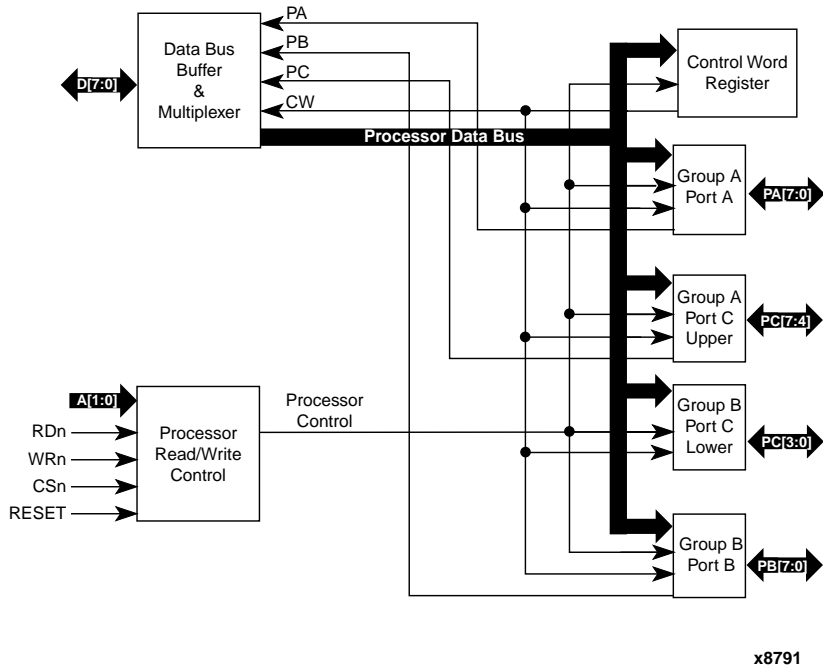 PA
PB
PC
CW
Data Bus
Buffer
&
Multiplexer
D[7:0]
Processor Data Bus
Control Word
Register
Group A
Port A
PA[7:0]
Group A
Port C
Upper
PC[7:4]
A[1:0]
RDn
WRn
CSn
RESET
Processor
Read/Write
Control
Processor
Control
Group B
Port C
Lower
PC[3:0]
Group B
Port B
PB[7:0]
x8791